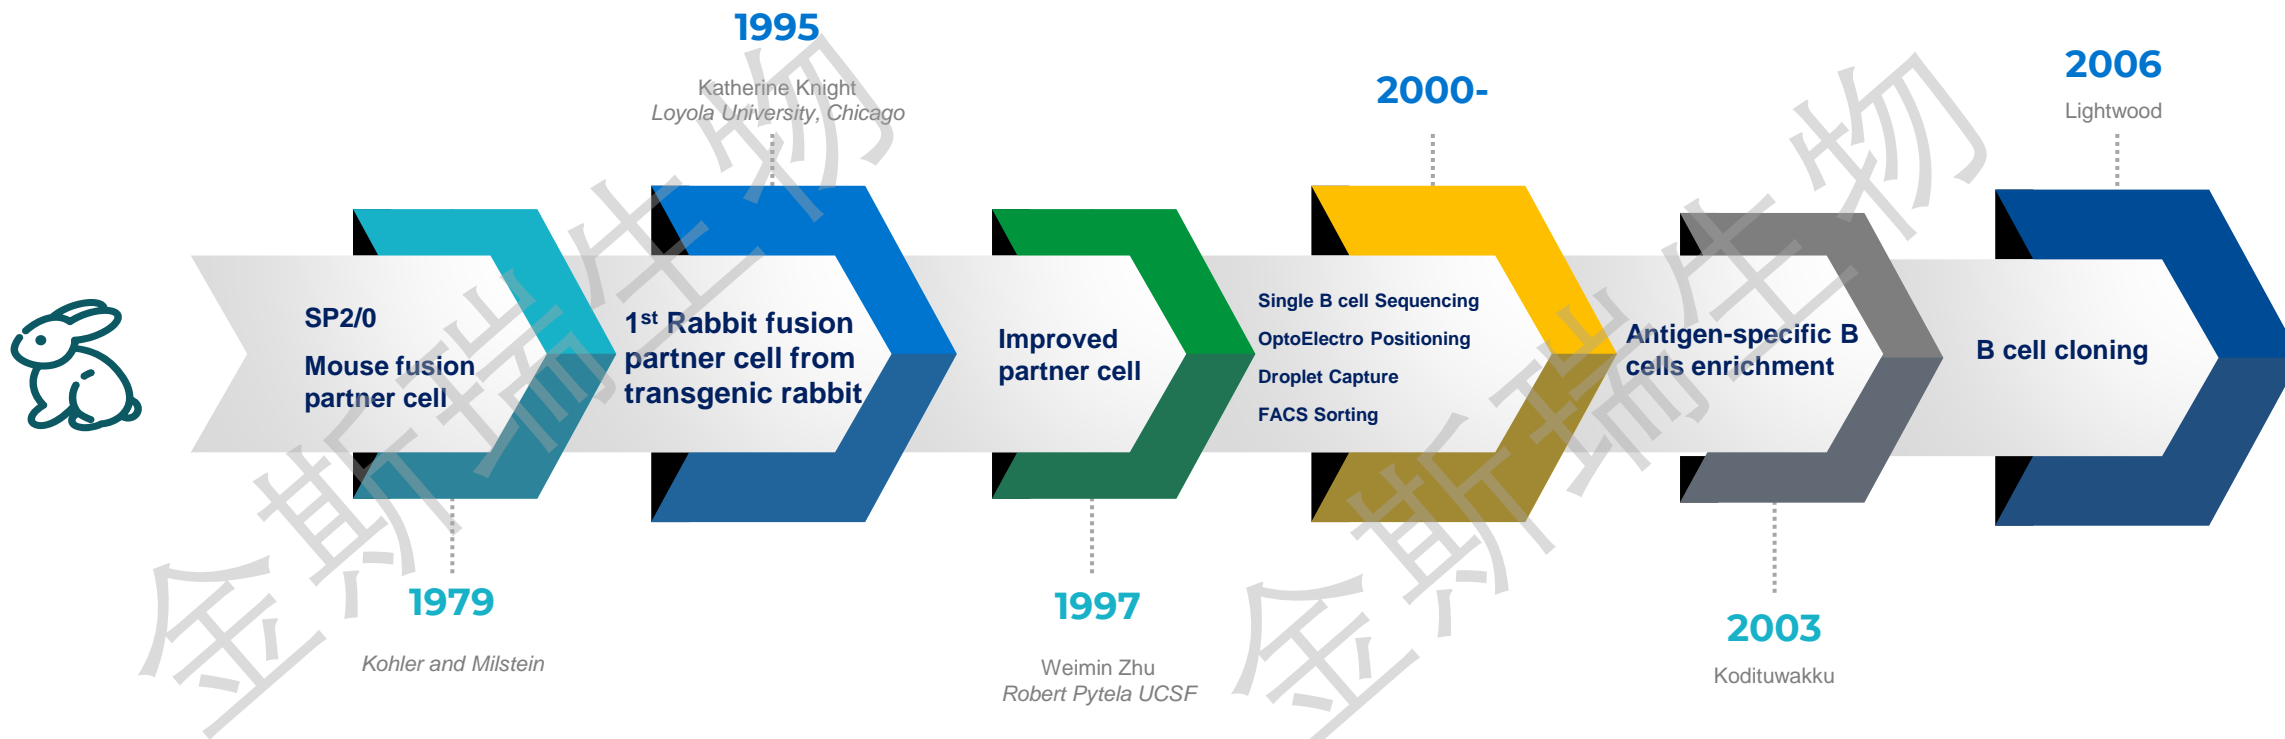 1995
Katherine Knight
Loyola University, Chicago
SP2/0
Mouse fusion
partner cell
1979
Kohler and Milstein
1st Rabbit fusion
partner cell from
transgenic rabbit
Improved
partner cell
1997
Weimin Zhu
Robert Pytela UCSF
2000-
Single B cell Sequencing
OptoElectro Positioning
Droplet Capture
FACS Sorting
Antigen-specific B
cells enrichment
2003
Kodituwakku
2006
Lightwood
B cell cloning
金斯瑞生物
金斯瑞生物